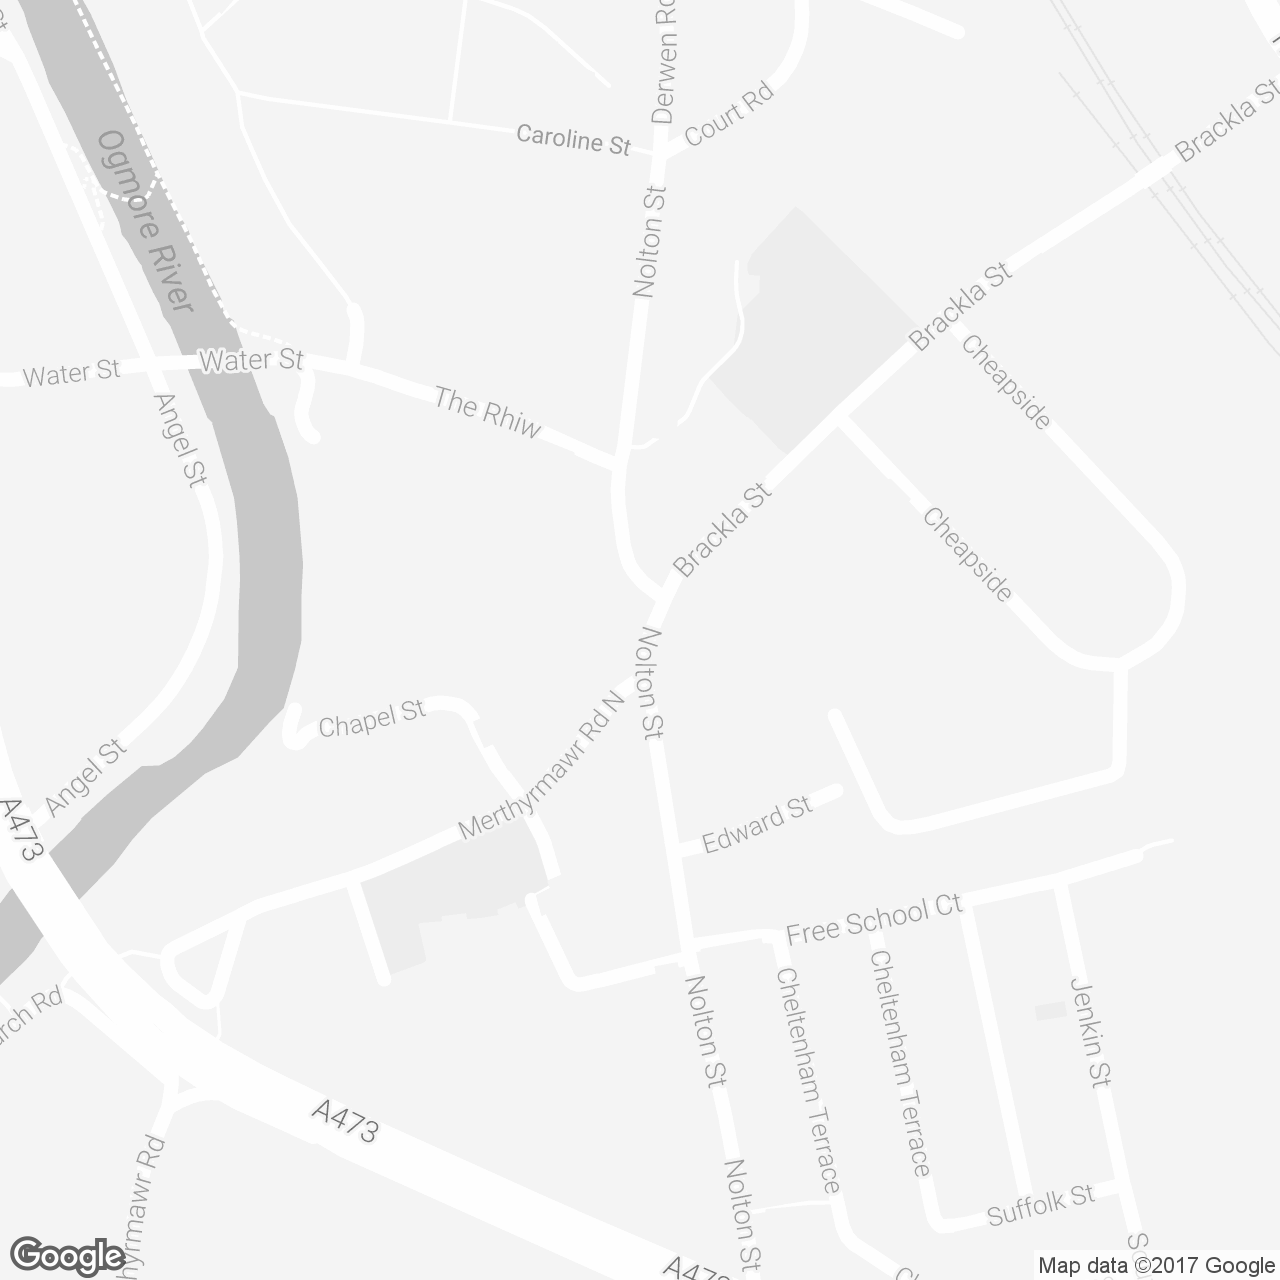 Derwen Rd
Court Rd
Caroline St
Brackla St
Ogmore River
Nolton St
Brackla St
Water St
Water St
The Rhiw
Angel St
Cheapside
Brackla St
Cheapside
Nolton St
Chapel St
Merthyrmawr Rd N
Angel St
A473
Edward St
Free School Ct
Nolton St
Cheltenham Terrace
Cheltenham Terrace
Jenkin St
A473
Nolton St
Suffolk St
A473
Google
Map data ©2017 Google